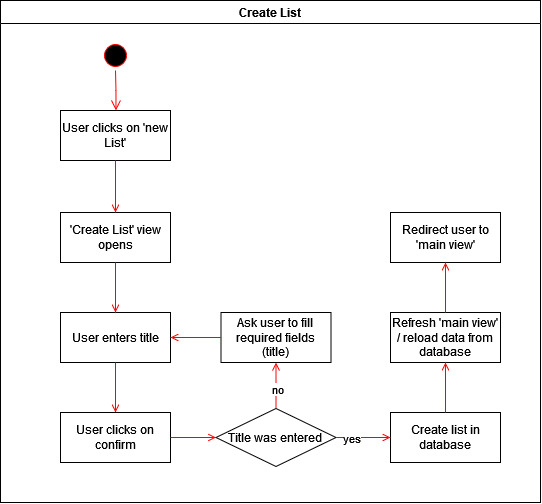 Create List
User clicks on 'new
List'
'Create List' view
opens
User enters title
User clicks on
confirm
Title was entered
no
Ask user to fill
required fields
(title)
yes
Create list in
database
Refresh 'main view'
/ reload data from
database
Redirect user to
'main view'